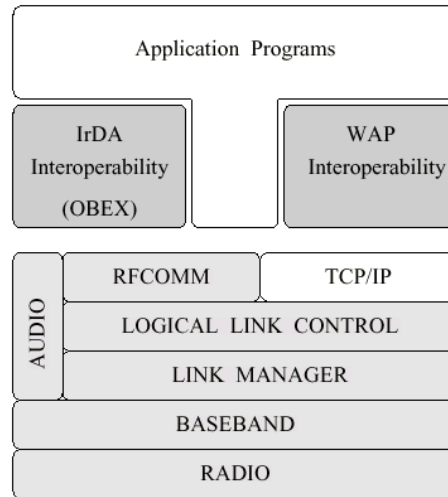 Application Programs
IrDA
Interoperability
(OBEX)
WAP
Interoperability
AUDIO
RFCOMM
TCP/IP
LOGICAL LINK CONTROL
LINK MANAGER
BASEBAND
RADIO